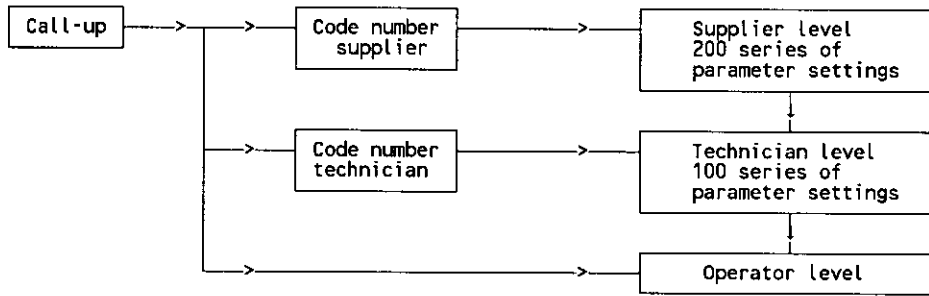 Call-up
Code number
supplier
Supplier level
200 series of
parameter settings
Code number
technician
Technician level
100 series of
parameter settings
Operator level